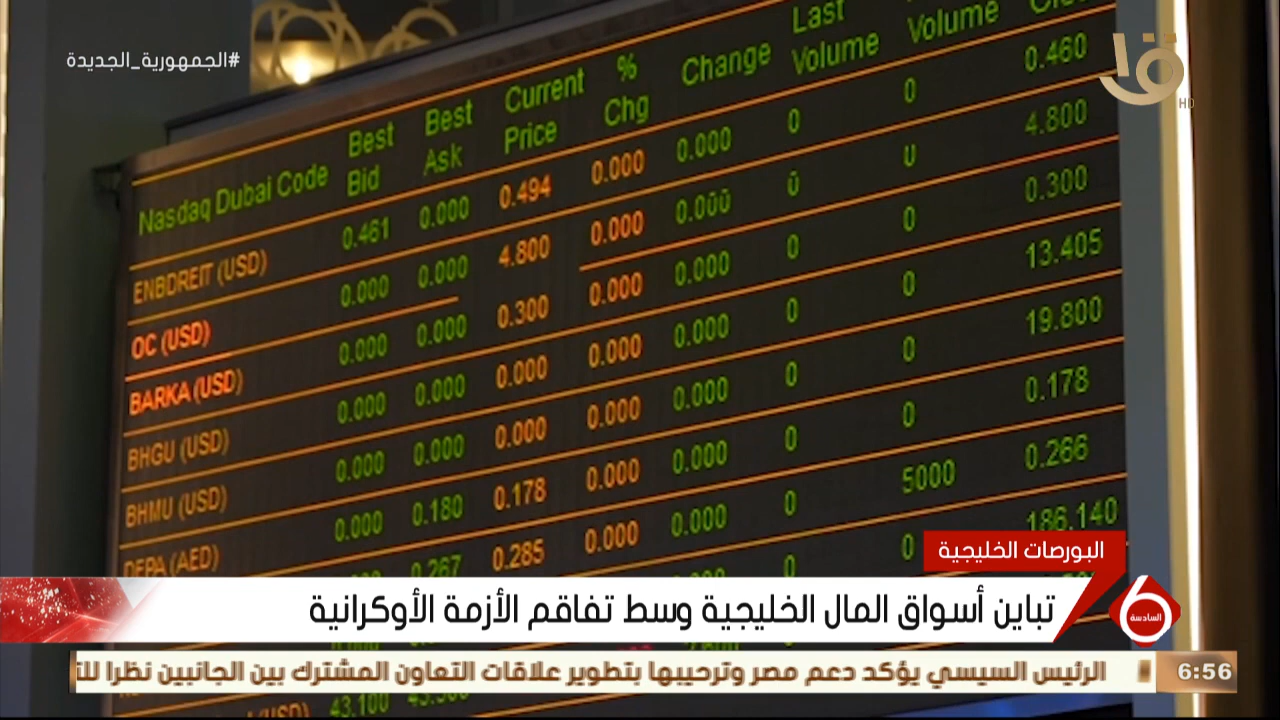 #الجمهورية_الجديدة
HD
Nasdaq Dubai Code Best Bid Best Ask Current Price % Chg Change Last Volume Volume
ENBDREIT (USD) 0.461 0.000 0.494 0.000 0.000 0 0 0.460
OC (USD) 0.000 0.000 4.800 0.000 0.000 0 0 4.800
BARKA (USD) 0.000 0.000 0.300 0.000 0.000 0 0 0.300
BHGU (USD) 0.000 0.000 0.000 0.000 0.000 0 0 13.405
BHMU (USD) 0.000 0.000 0.000 0.000 0.000 0 0 19.800
DEPA (AED) 0.000 0.180 0.178 0.000 0.000 0 0 0.178
0.267 0.285 0.000 0.000 0 5000 0.266
0 186.140
43.100
البورصات الخليجية
تباين أسواق المال الخليجية وسط تفاقم الأزمة الأوكرانية
السادسة
الرئيس السيسي يؤكد دعم مصر وترحيبها بتطوير علاقات التعاون المشترك بين الجانبين نظرا
6:56